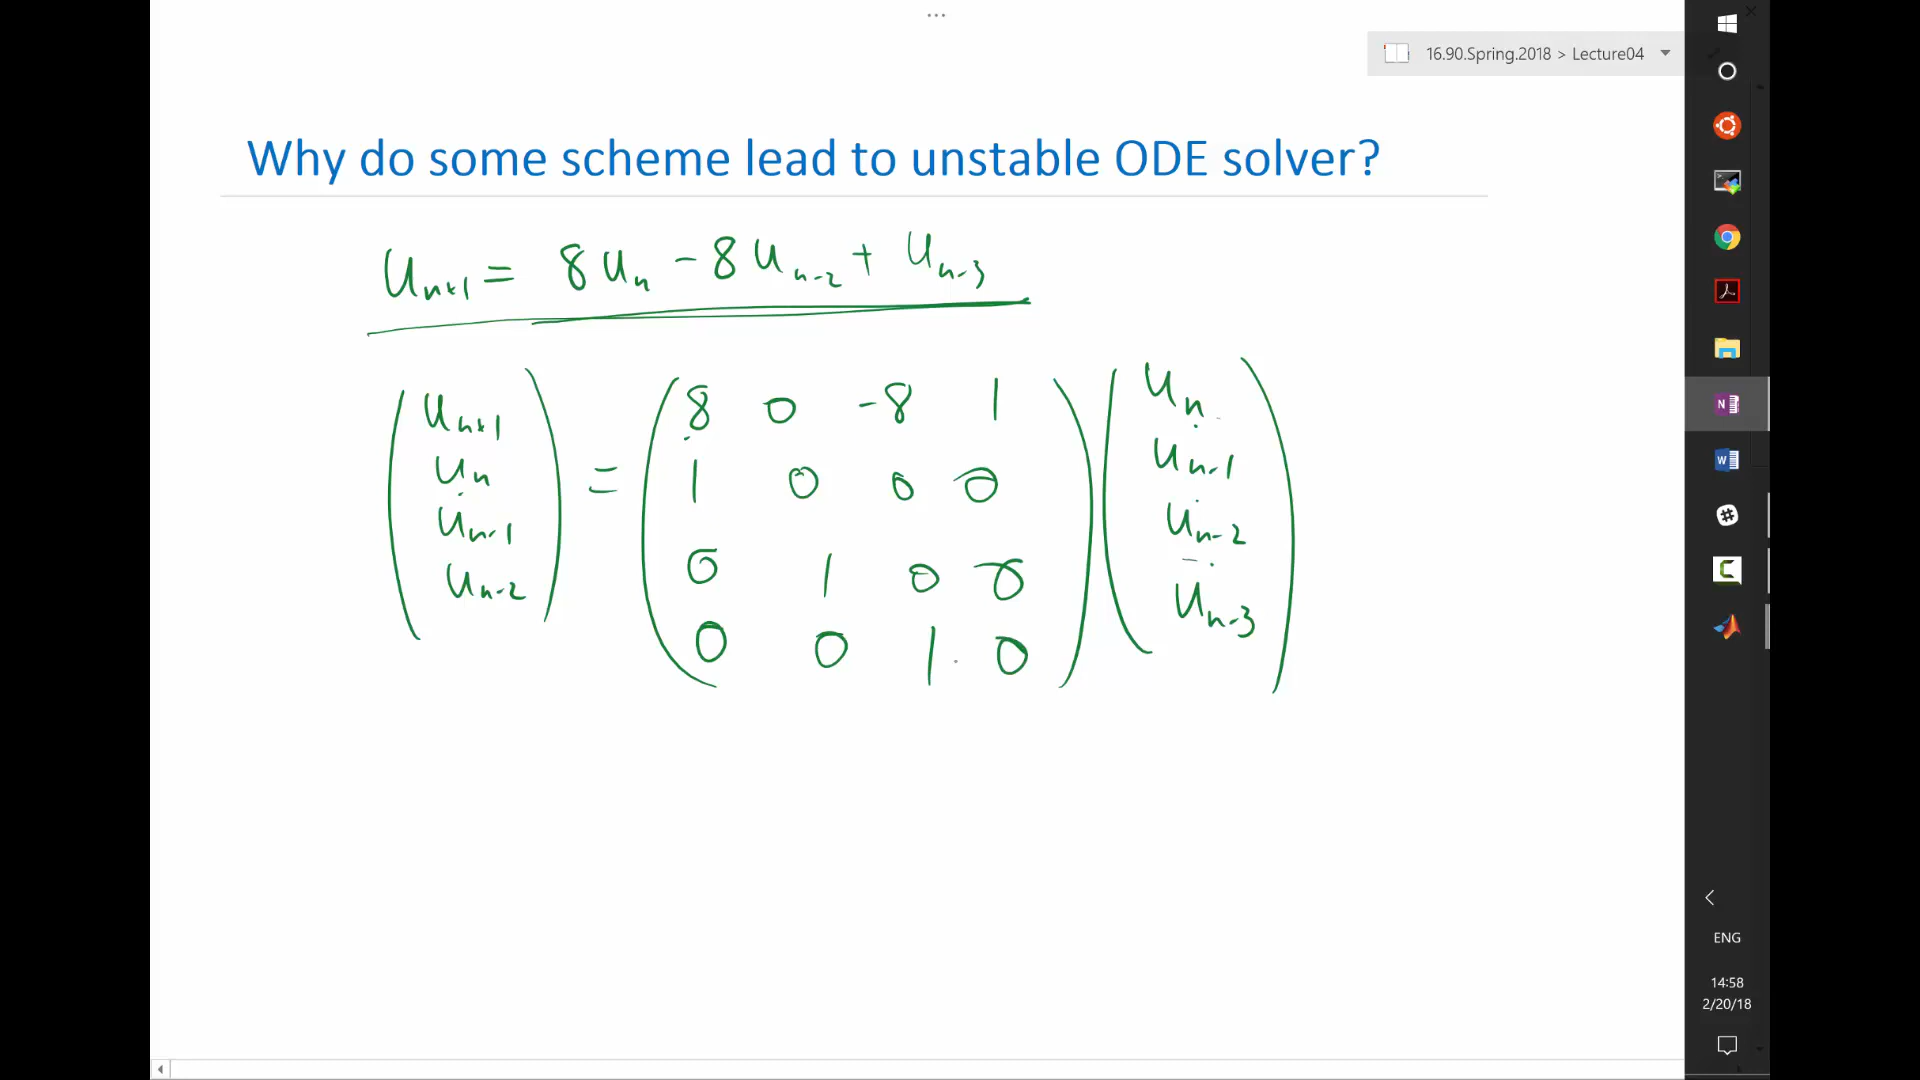 16.90.Spring.2018 > Lecture04
Why do some scheme lead to unstable ODE solver?
u_{n+1} = 8u_n - 8u_{n-2} + u_{n-3}
u_{n+1} 8 0 -8 1 u_n
u_n = 1 0 0 0 u_{n-1}
u_{n-1} 0 1 0 0 u_{n-2}
u_{n-2} 0 0 1 0 u_{n-3}
ENG
14:58
2/20/18